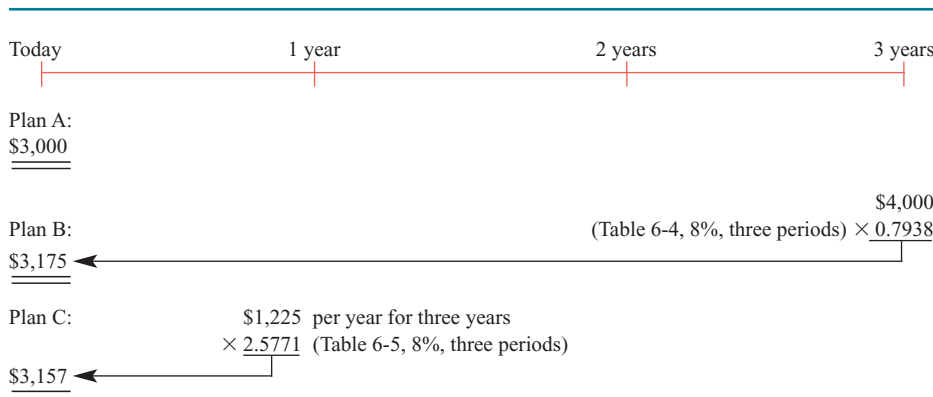 Today 1 year 2 years 3 years
Plan A:
$3,000
$4,000
Plan B: (Table 6-4, 8%, three periods) × 0.7938
$3,175
Plan C: $1,225 per year for three years
× 2.5771 (Table 6-5, 8%, three periods)
$3,157